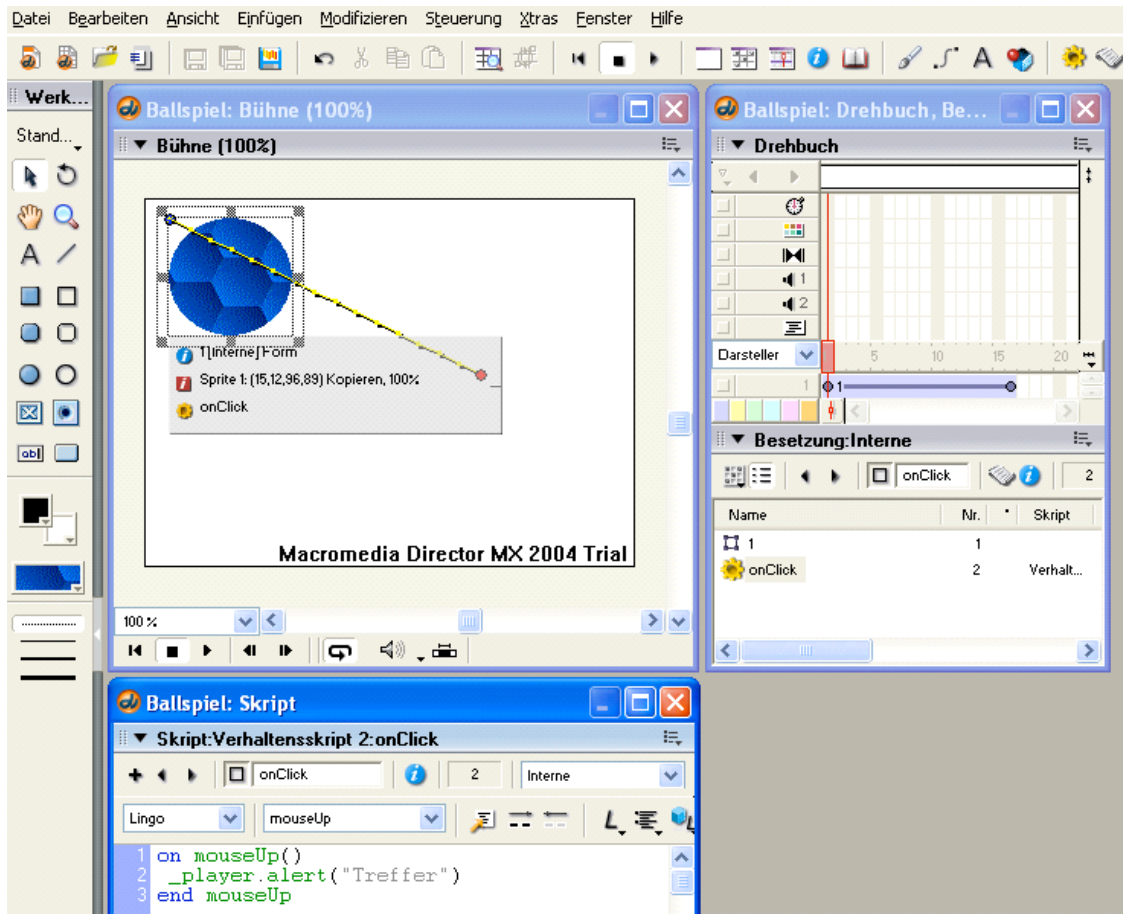 Datei Bearbeiten Ansicht Einfügen Modifizieren Steuerung Xtras Fenster Hilfe
Werk...
Stand...
Ballspiel: Bühne (100%)
Bühne (100%)
1[Interne] Form
Sprite 1: (15,12,96,89) Kopieren, 100%
onClick
Macromedia Director MX 2004 Trial
100 %
Ballspiel: Drehbuch, Be...
Drehbuch
1
2
Darsteller
5 10 15 20
1 1
Besetzung:Interne
onClick 2
Name Nr. * Skript
1 1
onClick 2 Verhalt...
Ballspiel: Skript
Skript:Verhaltensskript 2:onClick
onClick 2 Interne
Lingo mouseUp
1 on mouseUp()
2 _player.alert("Treffer")
3 end mouseUp